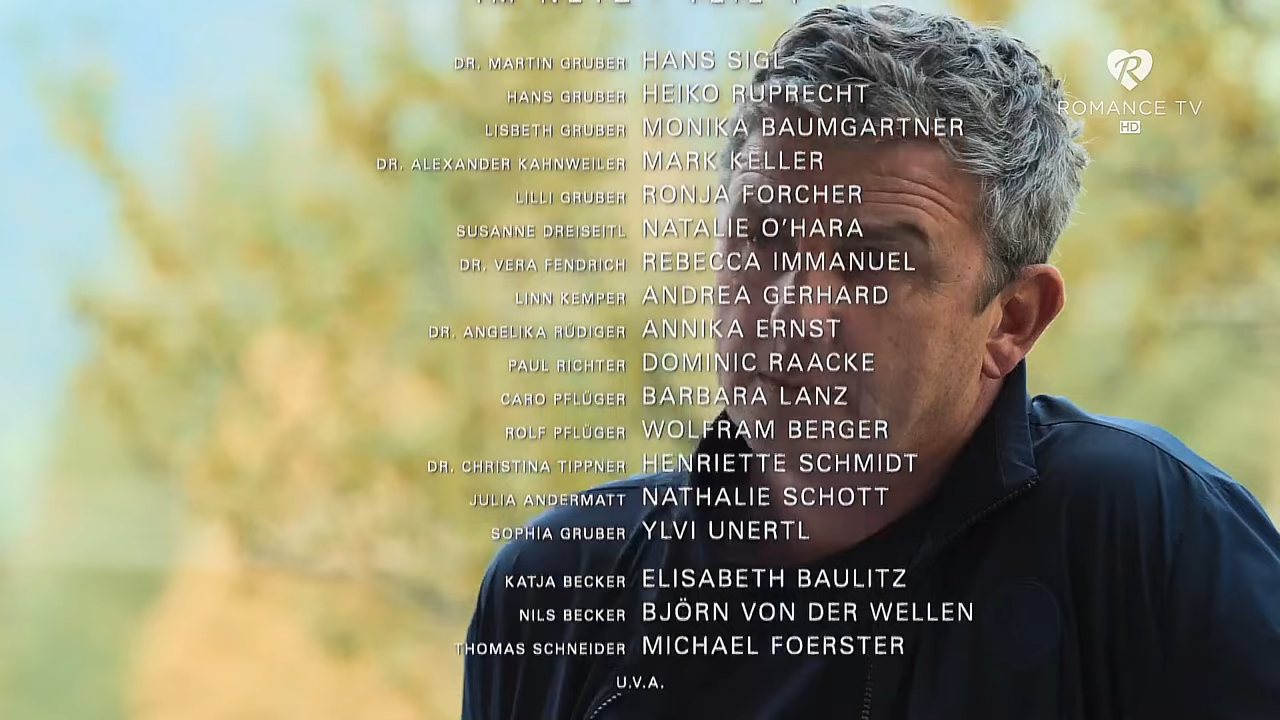 DR. MARTIN GRUBER HANS SIGL
HANS GRUBER HEIKO RUPRECHT
LISBETH GRUBER MONIKA BAUMGARTNER
DR. ALEXANDER KAHNWEILER MARK KELLER
LILLI GRUBER RONJA FORCHER
SUSANNE DREISEITL NATALIE O'HARA
DR. VERA FENDRICH REBECCA IMMANUEL
LINN KEMPER ANDREA GERHARD
DR. ANGELIKA RÜDIGER ANNIKA ERNST
PAUL RICHTER DOMINIC RAACKE
CARO PFLÜGER BARBARA LANZ
ROLF PFLÜGER WOLFRAM BERGER
DR. CHRISTINA TIPPNER HENRIETTE SCHMIDT
JULIA ANDERMATT NATHALIE SCHOTT
SOPHIA GRUBER YLVI UNERTL
KATJA BECKER ELISABETH BAULITZ
NILS BECKER BJÖRN VON DER WELLEN
THOMAS SCHNEIDER MICHAEL FOERSTER
U.V.A.
R
ROMANCE TV
HD